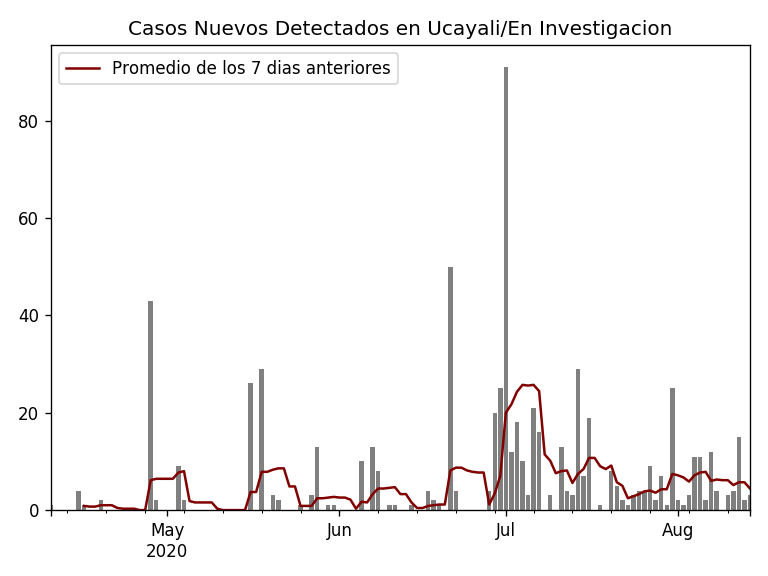 Casos Nuevos Detectados en Ucayali/En Investigacion
Promedio de los 7 dias anteriores
80
60
40
20
0
May Jun Jul Aug
2020